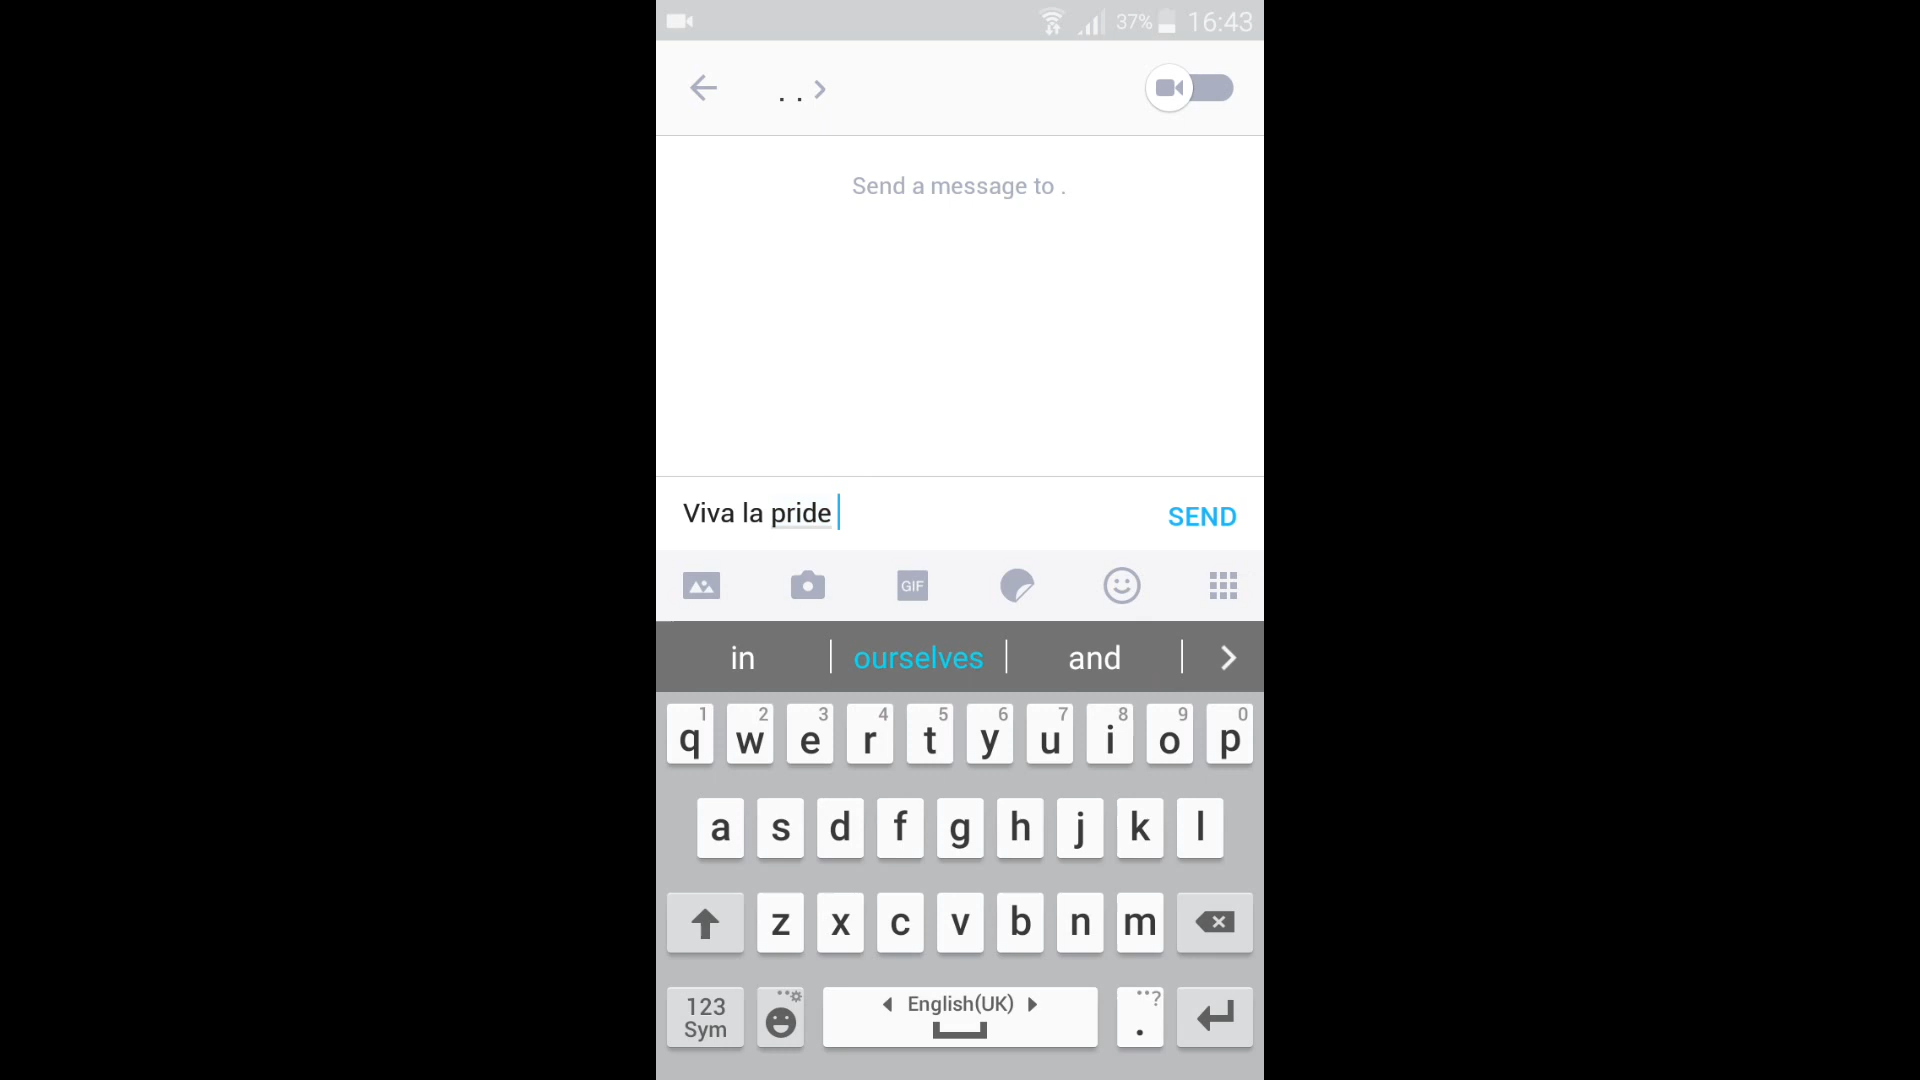 37% 16:43
. .
Send a message to .
Viva la pride
SEND
GIF
in ourselves and
1 2 3 4 5 6 7 8 9 0
q w e r t y u i o p
a s d f g h j k l
z x c v b n m
123 Sym
English(UK)
?
.